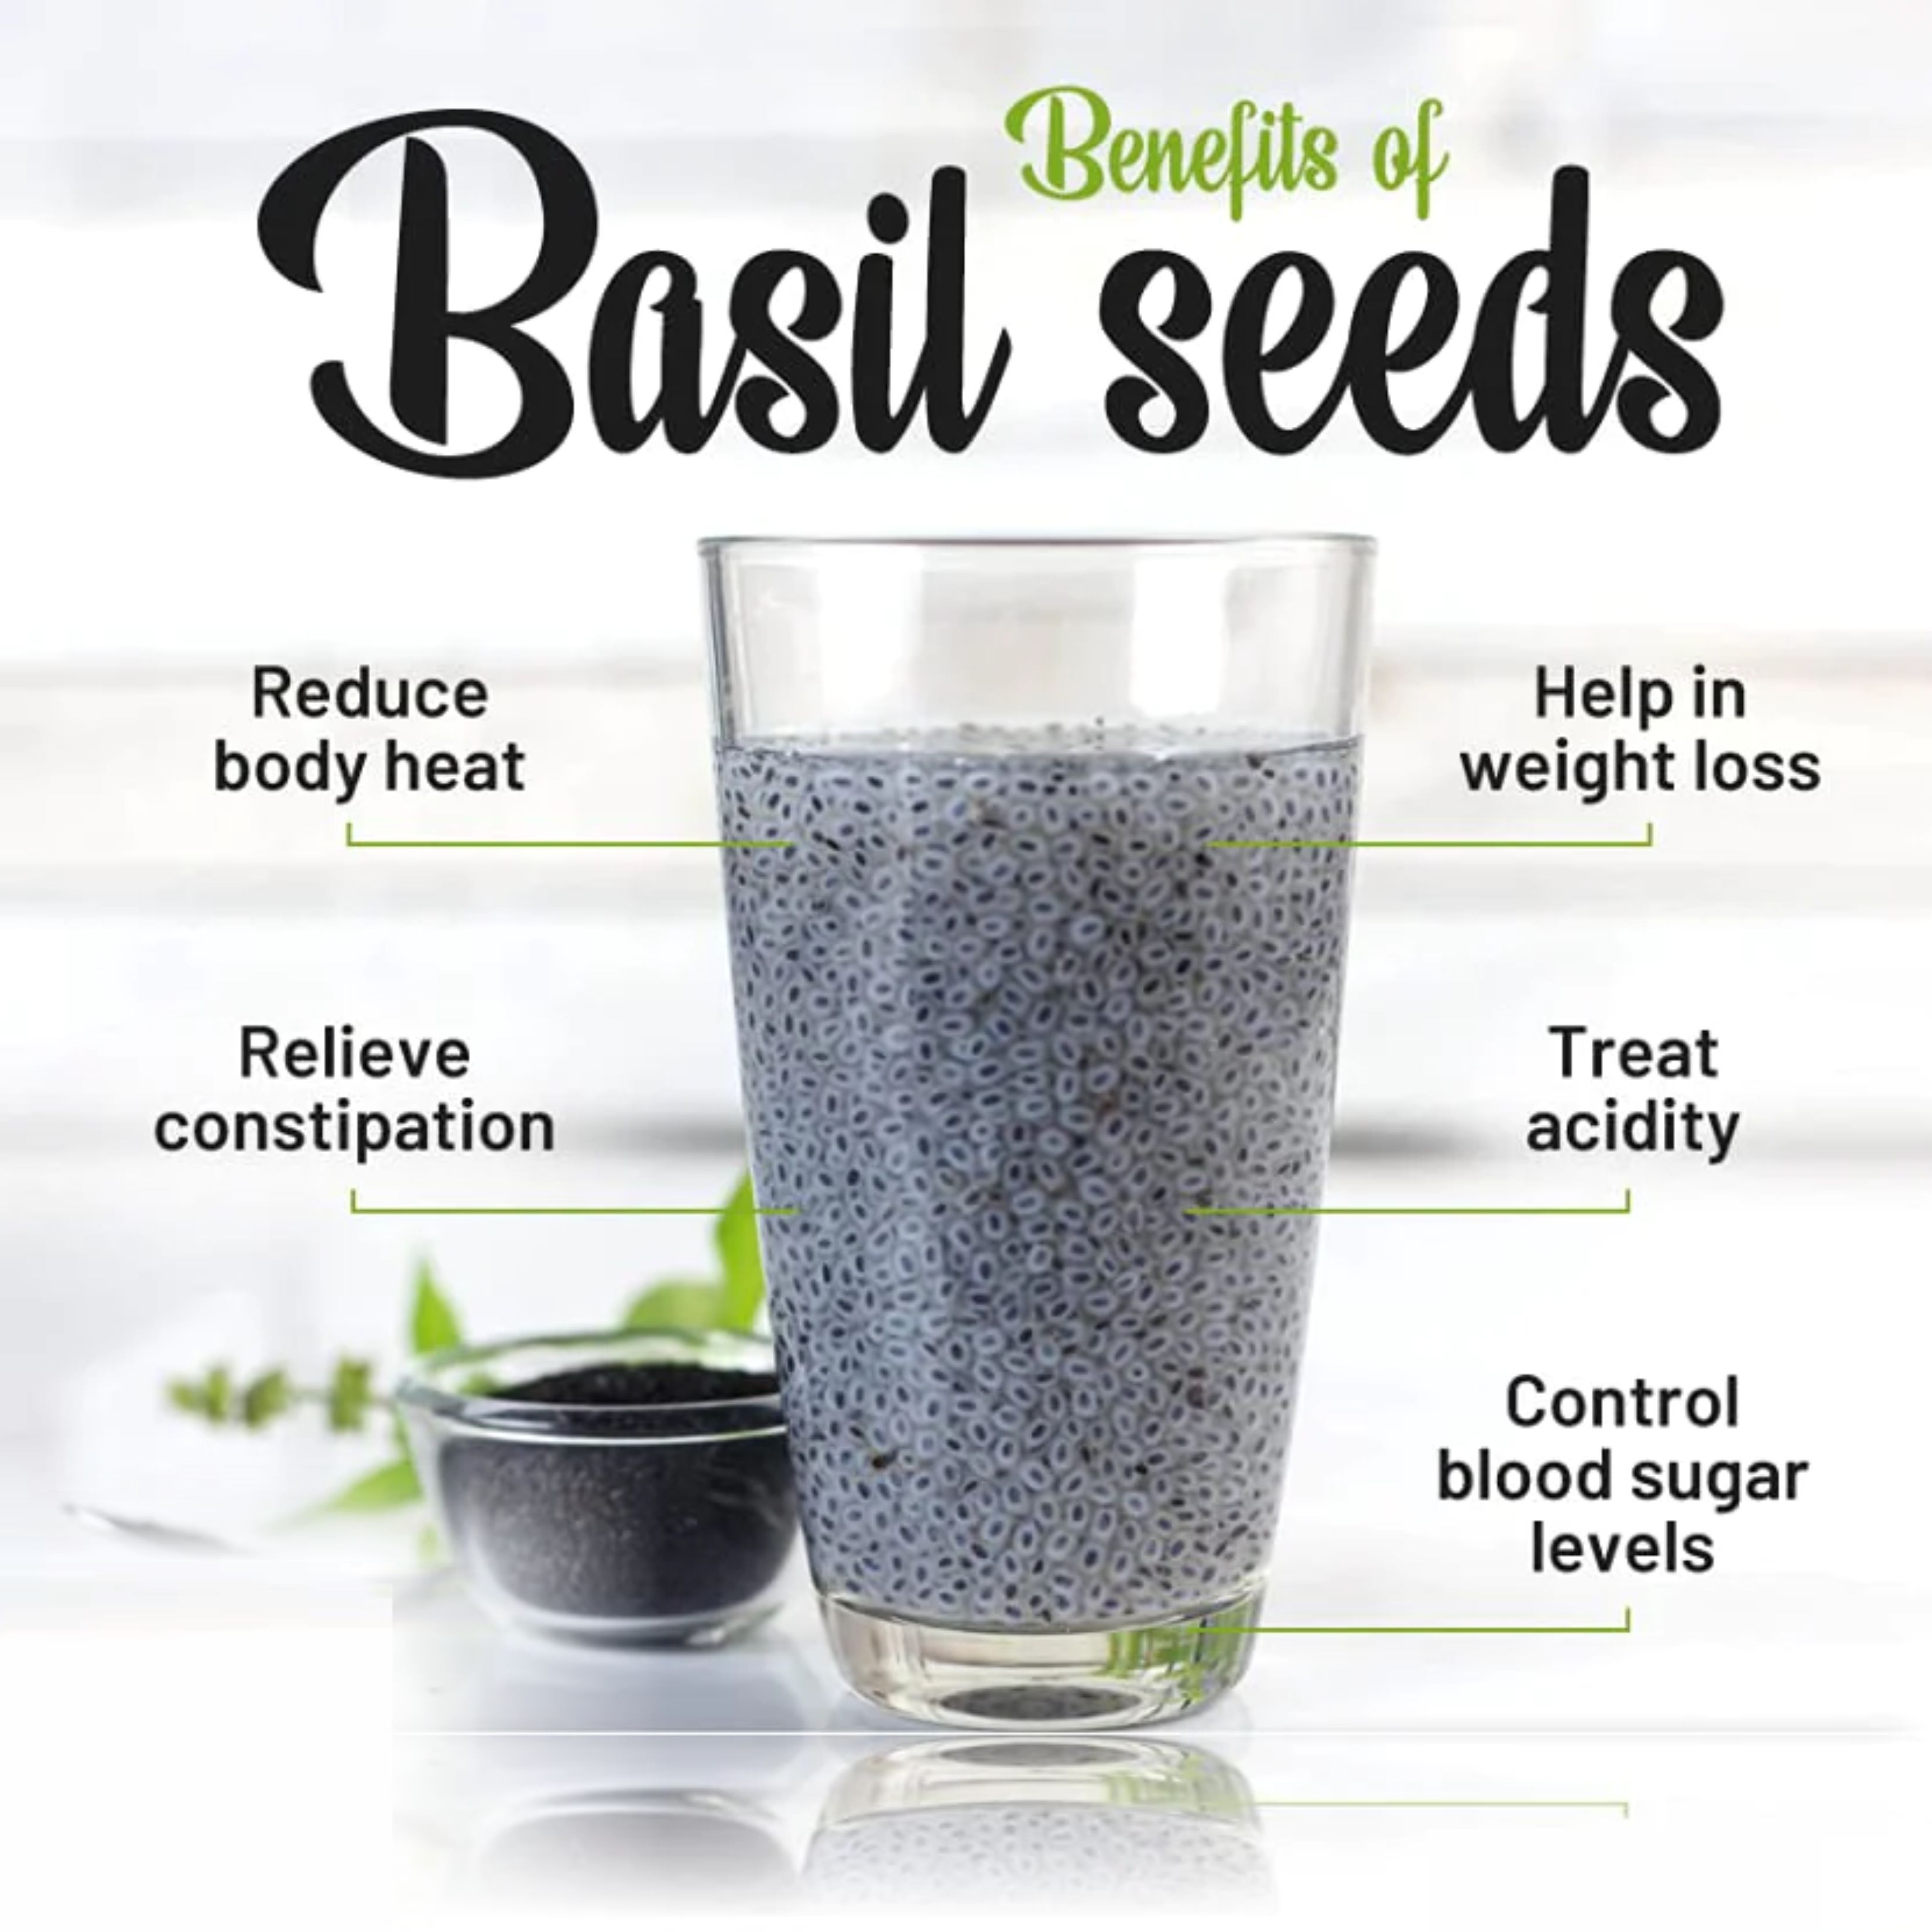 Benefits of
Basil seeds
Reduce
body heat
Help in
weight loss
Relieve
constipation
Treat
acidity
Control
blood sugar
levels